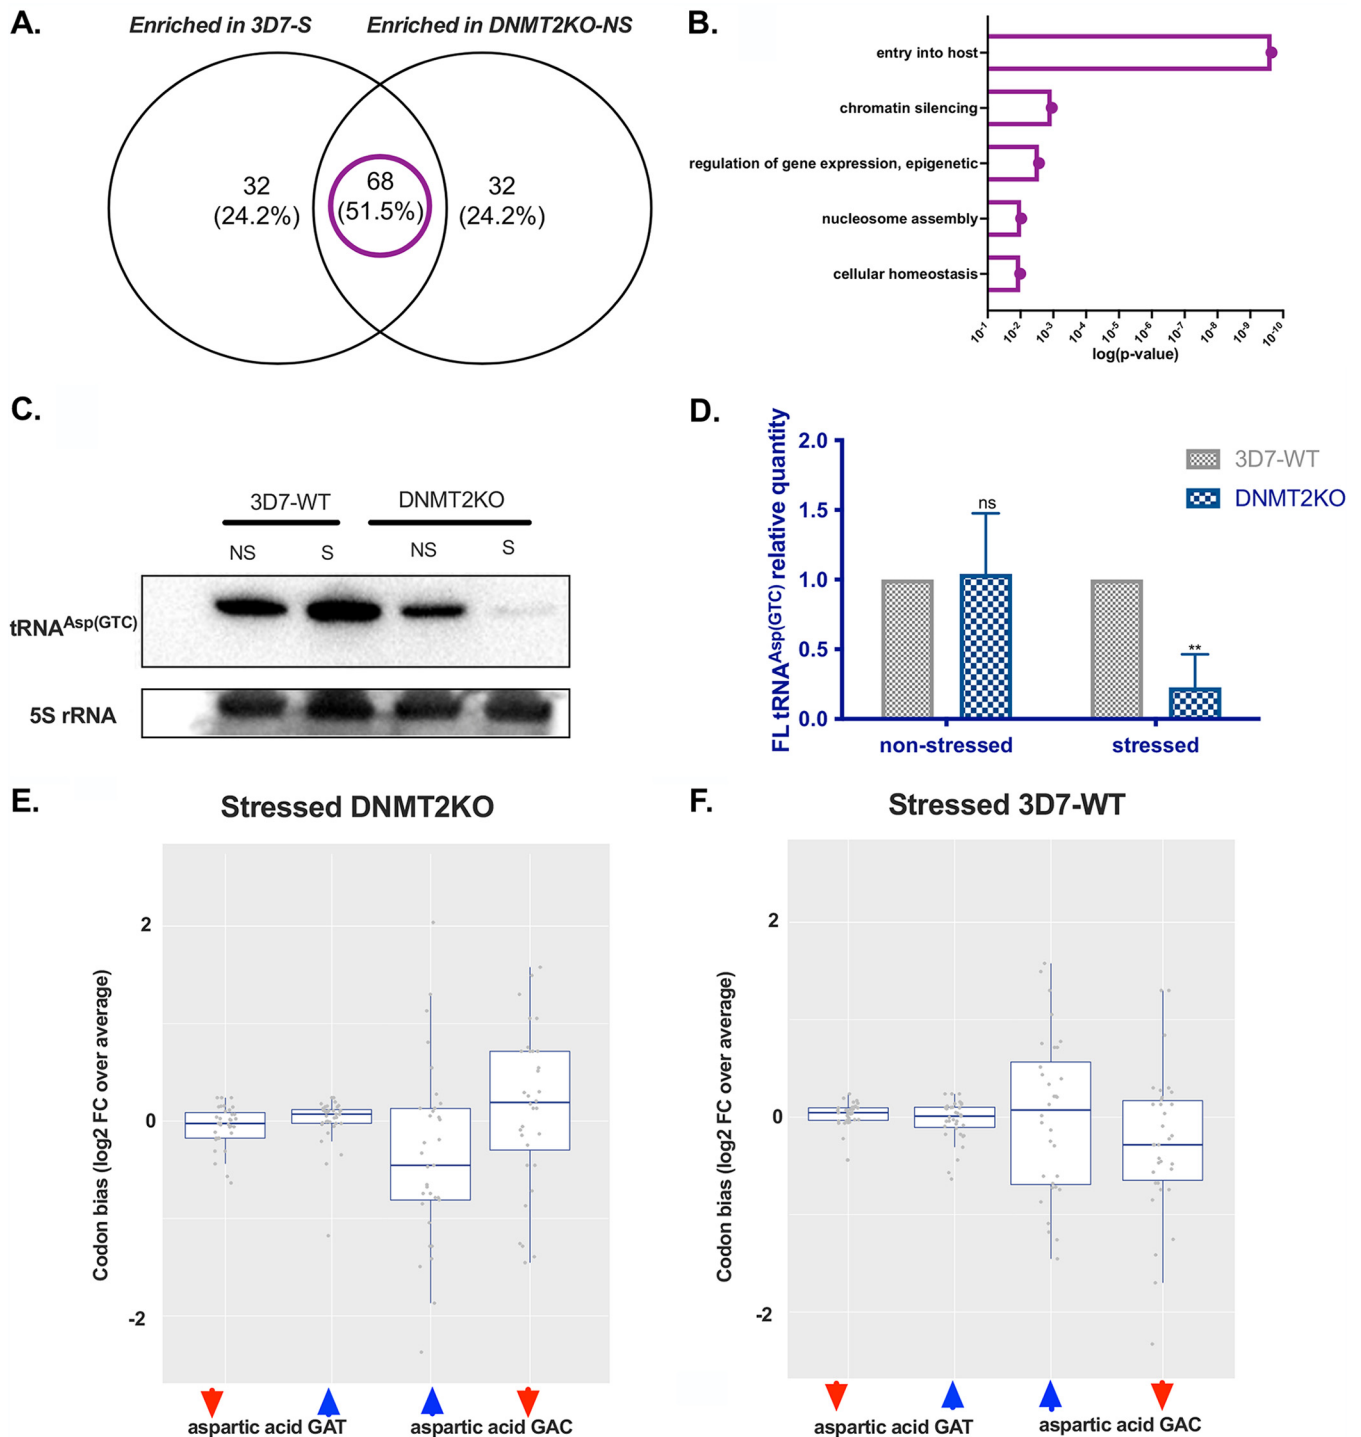 A.
Enriched in 3D7-S
Enriched in DNMT2KO-NS
32
(24.2%)
68
(51.5%)
32
(24.2%)
B.
entry into host
chromatin silencing
regulation of gene expression, epigenetic
nucleosome assembly
cellular homeostasis
10-1 10-2 10-3 10-4 10-5 10-6 10-7 10-8 10-9 10-10
log(p-value)
C.
3D7-WT DNMT2KO
NS S NS S
tRNAAsp(GTC)
5S rRNA
D.
FL tRNAAsp(GTC) relative quantity
2.0
1.5
1.0
0.5
0.0
ns
**
3D7-WT
DNMT2KO
non-stressed stressed
E.
Stressed DNMT2KO
Codon bias (log2 FC over average)
2
0
-2
aspartic acid GAT aspartic acid GAC
F.
Stressed 3D7-WT
Codon bias (log2 FC over average)
2
0
-2
aspartic acid GAT aspartic acid GAC